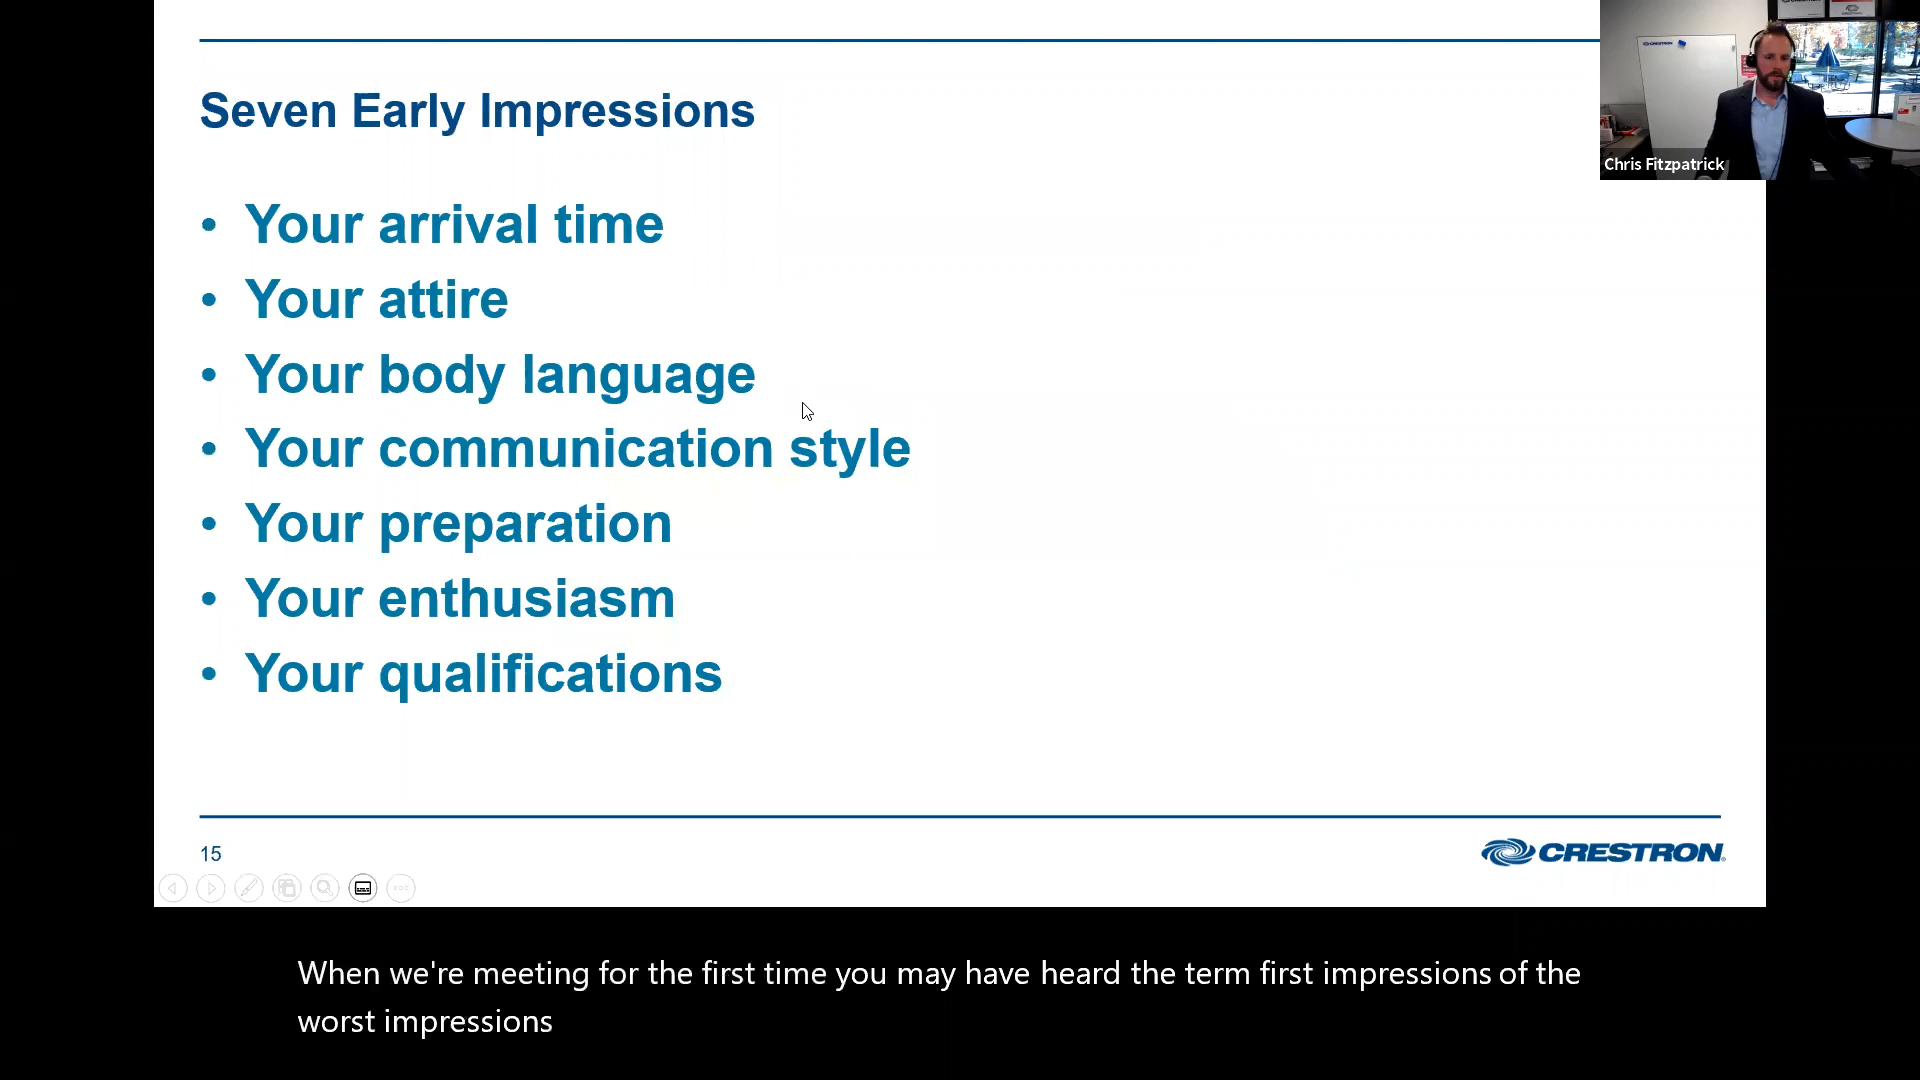 Seven Early Impressions
• Your arrival time
• Your attire
• Your body language
• Your communication style
• Your preparation
• Your enthusiasm
• Your qualifications
15
CRESTRON
CRESTRON
Chris Fitzpatrick
When we're meeting for the first time you may have heard the term first impressions of the
worst impressions